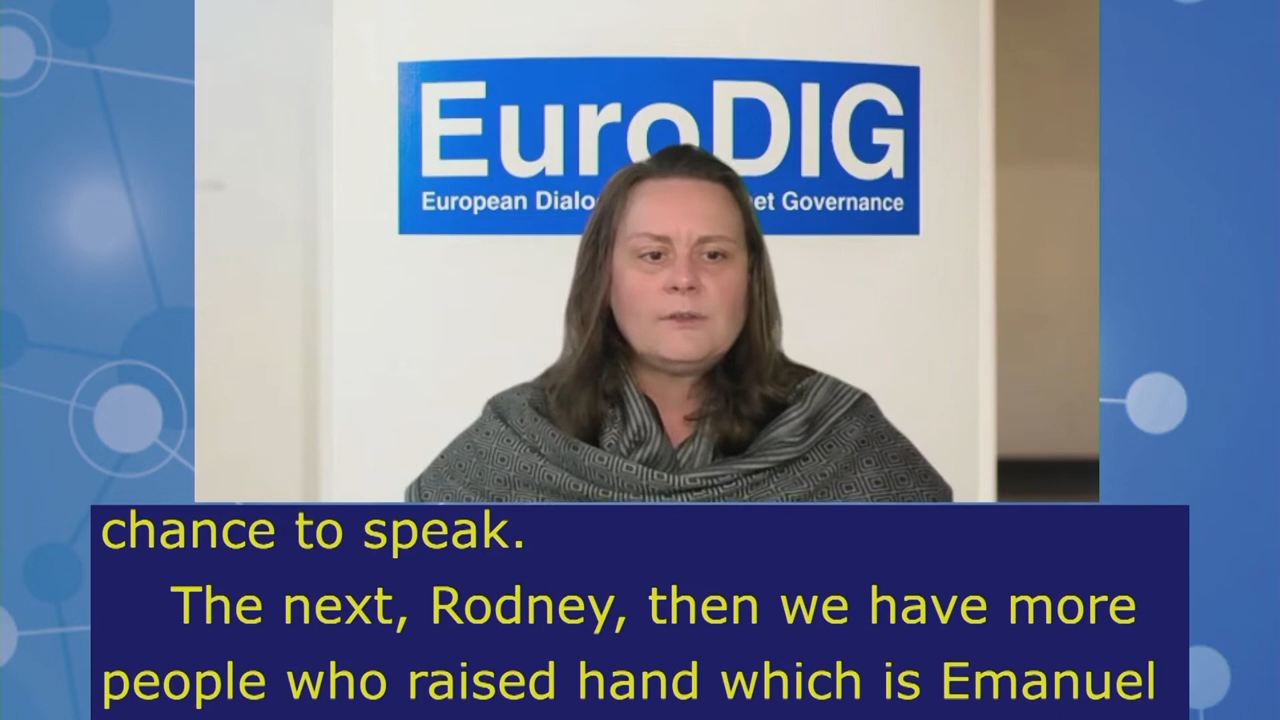 EuroDIG
European Dialo et Governance
chance to speak.
The next, Rodney, then we have more
people who raised hand which is Emanuel